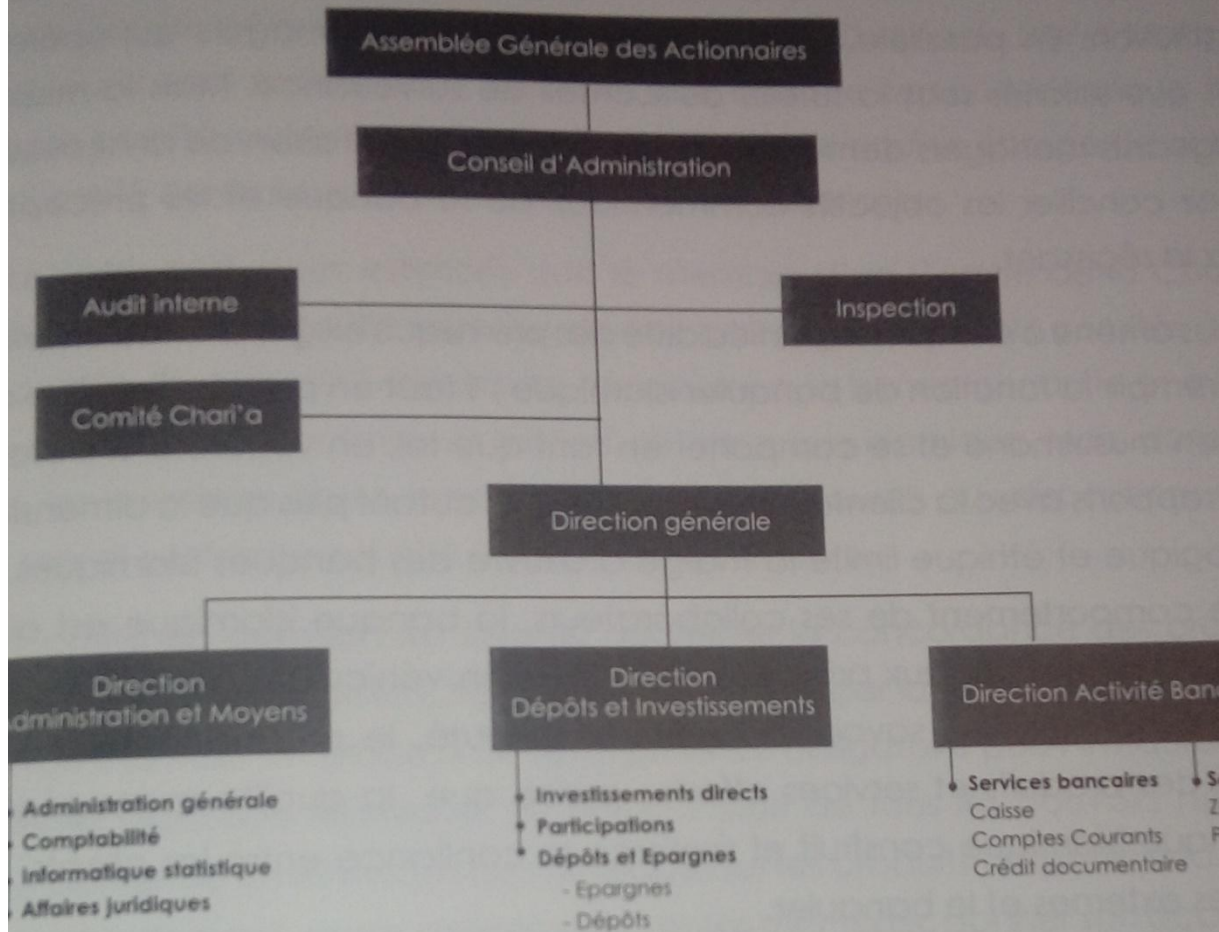 Assemblée Générale des Actionnaires
Conseil d'Administration
Audit interne
Inspection
Comité Chari'a
Direction générale
Direction
dministration et Moyens
Direction
Dépôts et Investissements
Direction Activité Banc
Administration générale
Comptabilité
Informatique statistique
Affaires juridiques
Investissements directs
Participations
Dépôts et Epargnes
- Epargnes
- Dépôts
Services bancaires
Caisse
Comptes Courants
Crédit documentaire